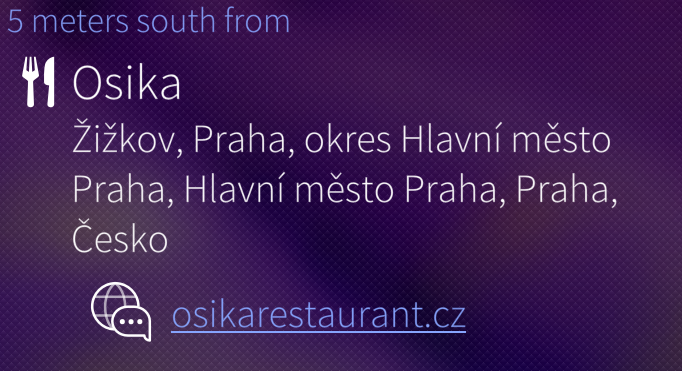 5 meters south from
Osika
Žižkov, Praha, okres Hlavní město
Praha, Hlavní město Praha, Praha,
Česko
osikarestaurant.cz